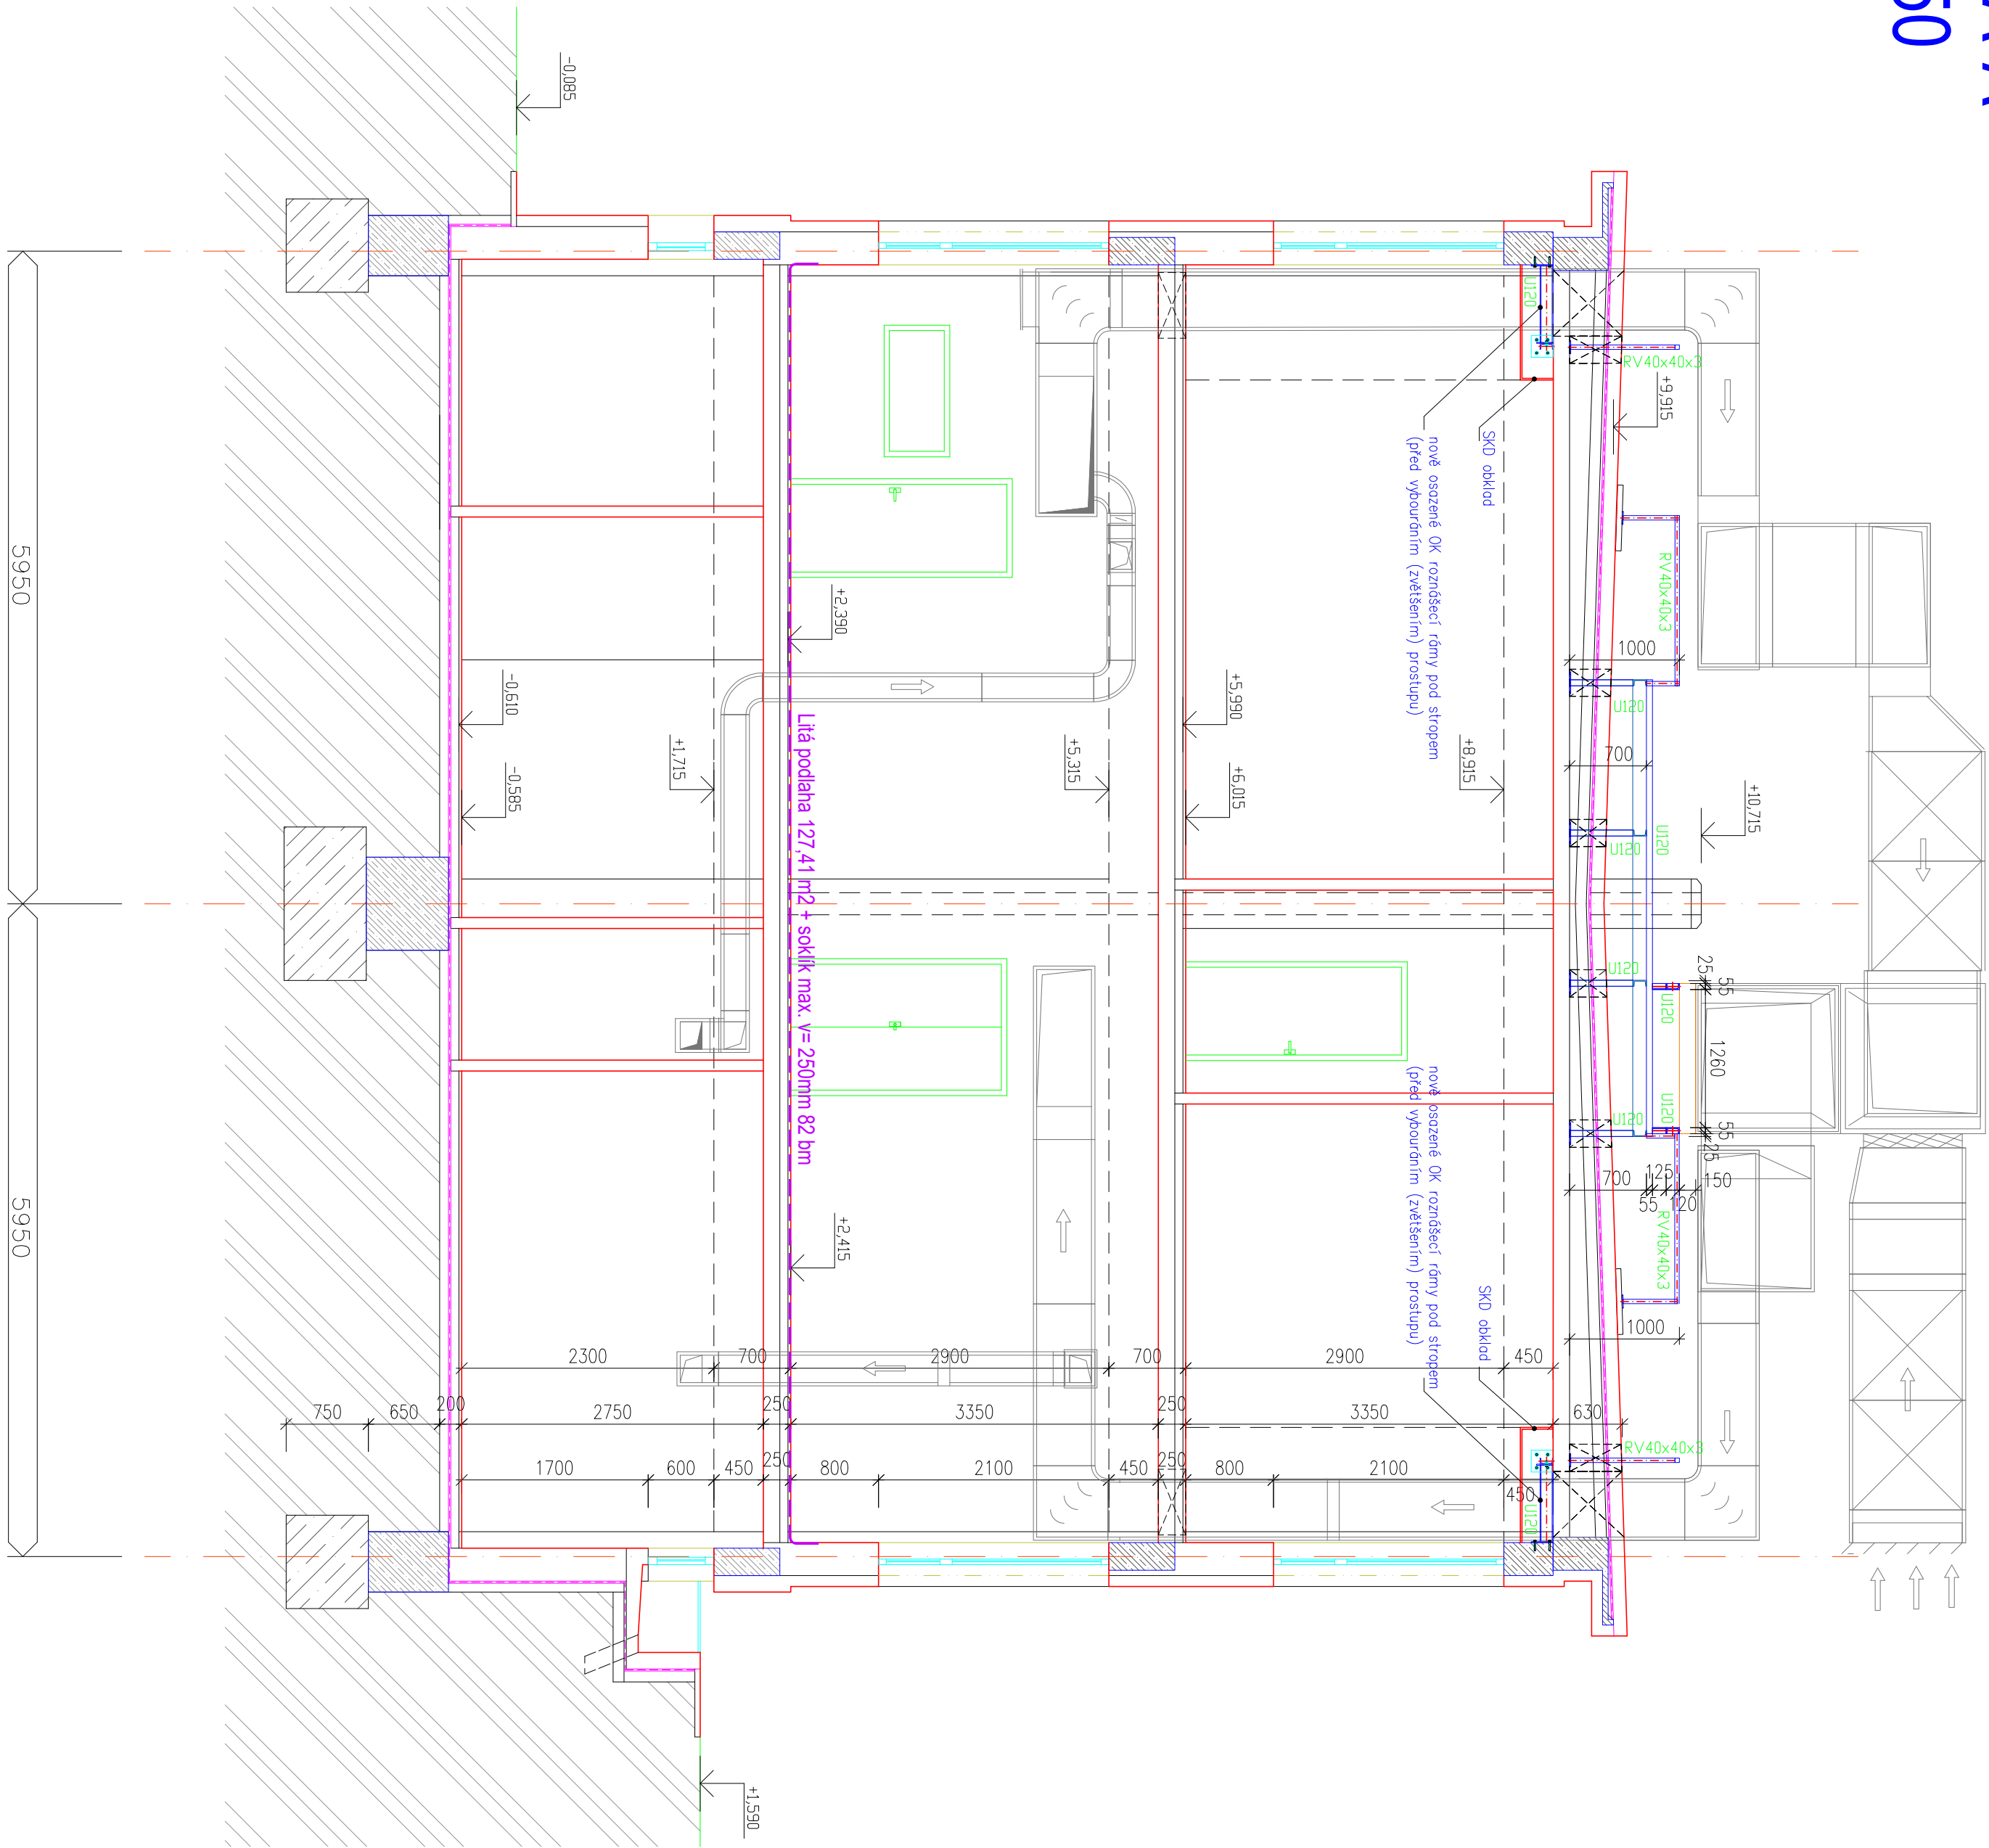 50
-0,085
+9,915
+10,715
+2,390
-0,610
-0,585
+1,715
+5,990
+5,315
+6,015
+8,915
+2,415
+1,590
SKD obklad
nově osazené OK roznášecí rámy pod stropem
(před vybouráním (zvětšením) prostupu)
SKD obklad
nově osazené OK roznášecí rámy pod stropem
(před vybouráním (zvětšením) prostupu)
Litá podlaha 127,41 m2 + soklík max. v= 250mm 82 bm
U120
RV40x40x3
RV40x40x3
U120
U120
U120
U120
U120
U120
U120
RV40x40x3
RV40x40x3
U120
1000
700
25
55
1260
55
25
700
125
150
55
120
1000
2300
700
2900
700
2900
450
750
650
200
2750
250
3350
250
3350
630
1700
600
450
250
800
2100
450
250
800
2100
450
5950
5950